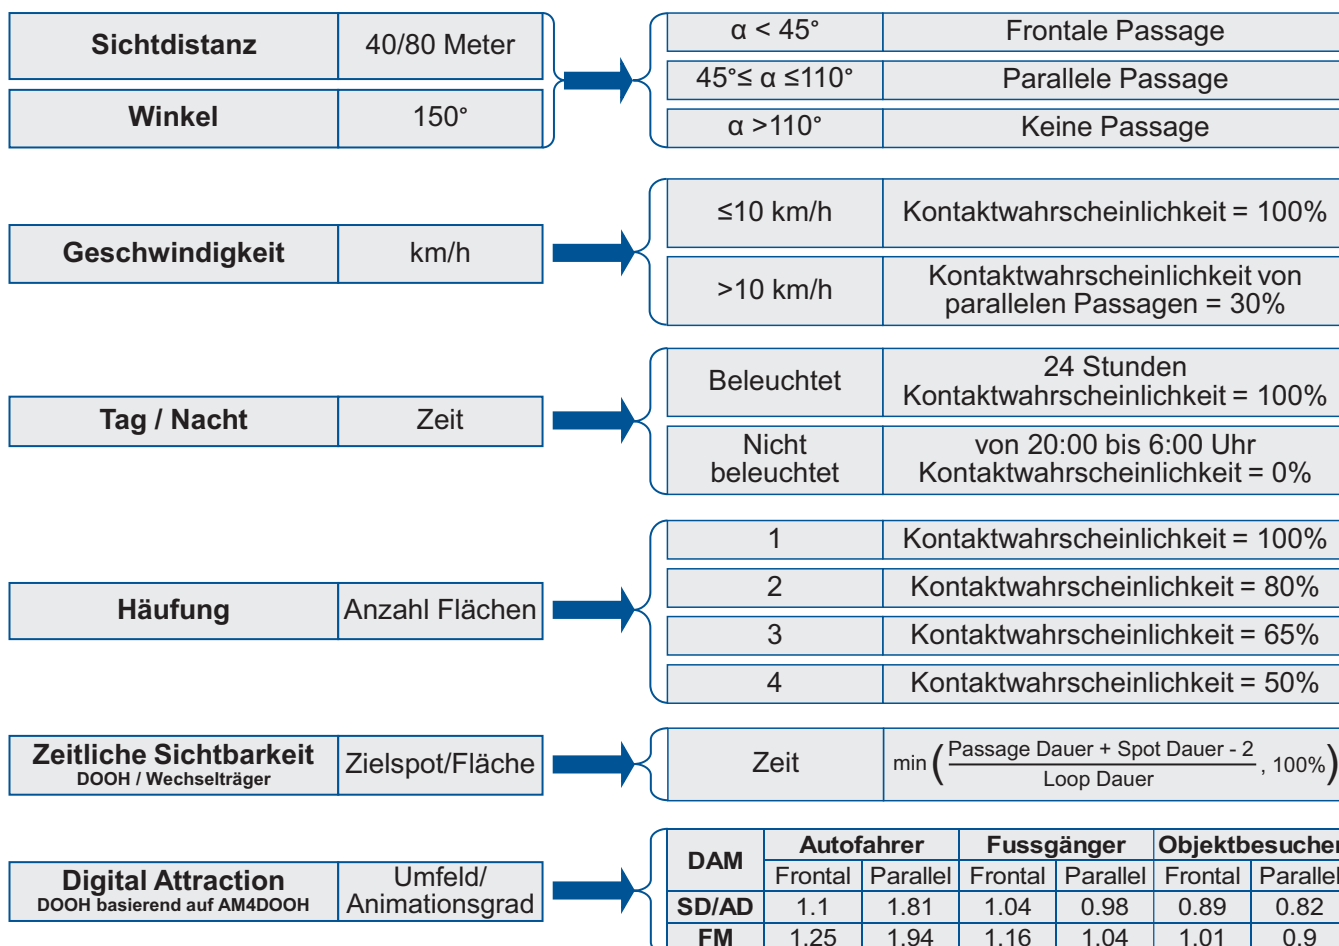 Sichtdistanz 40/80 Meter
Winkel 150°
α < 45° Frontale Passage
45°≤ α ≤110° Parallele Passage
α >110° Keine Passage
Geschwindigkeit km/h
≤10 km/h Kontaktwahrscheinlichkeit = 100%
>10 km/h Kontaktwahrscheinlichkeit von
parallelen Passagen = 30%
Tag / Nacht Zeit
Beleuchtet 24 Stunden
Kontaktwahrscheinlichkeit = 100%
Nicht
beleuchtet
von 20:00 bis 6:00 Uhr
Kontaktwahrscheinlichkeit = 0%
Häufung Anzahl Flächen
1 Kontaktwahrscheinlichkeit = 100%
2 Kontaktwahrscheinlichkeit = 80%
3 Kontaktwahrscheinlichkeit = 65%
4 Kontaktwahrscheinlichkeit = 50%
Zeitliche Sichtbarkeit
DOOH / Wechselträger
Zielspot/Fläche
Zeit
min ( Passage Dauer + Spot Dauer - 2
Loop Dauer
, 100% )
Digital Attraction
DOOH basierend auf AM4DOOH
Umfeld/
Animationsgrad
DAM Autofahrer Fussgänger Objektbesucher
Frontal Parallel Frontal Parallel Frontal Parallel
SD/AD 1.1 1.81 1.04 0.98 0.89 0.82
FM 1.25 1.94 1.16 1.04 1.01 0.9